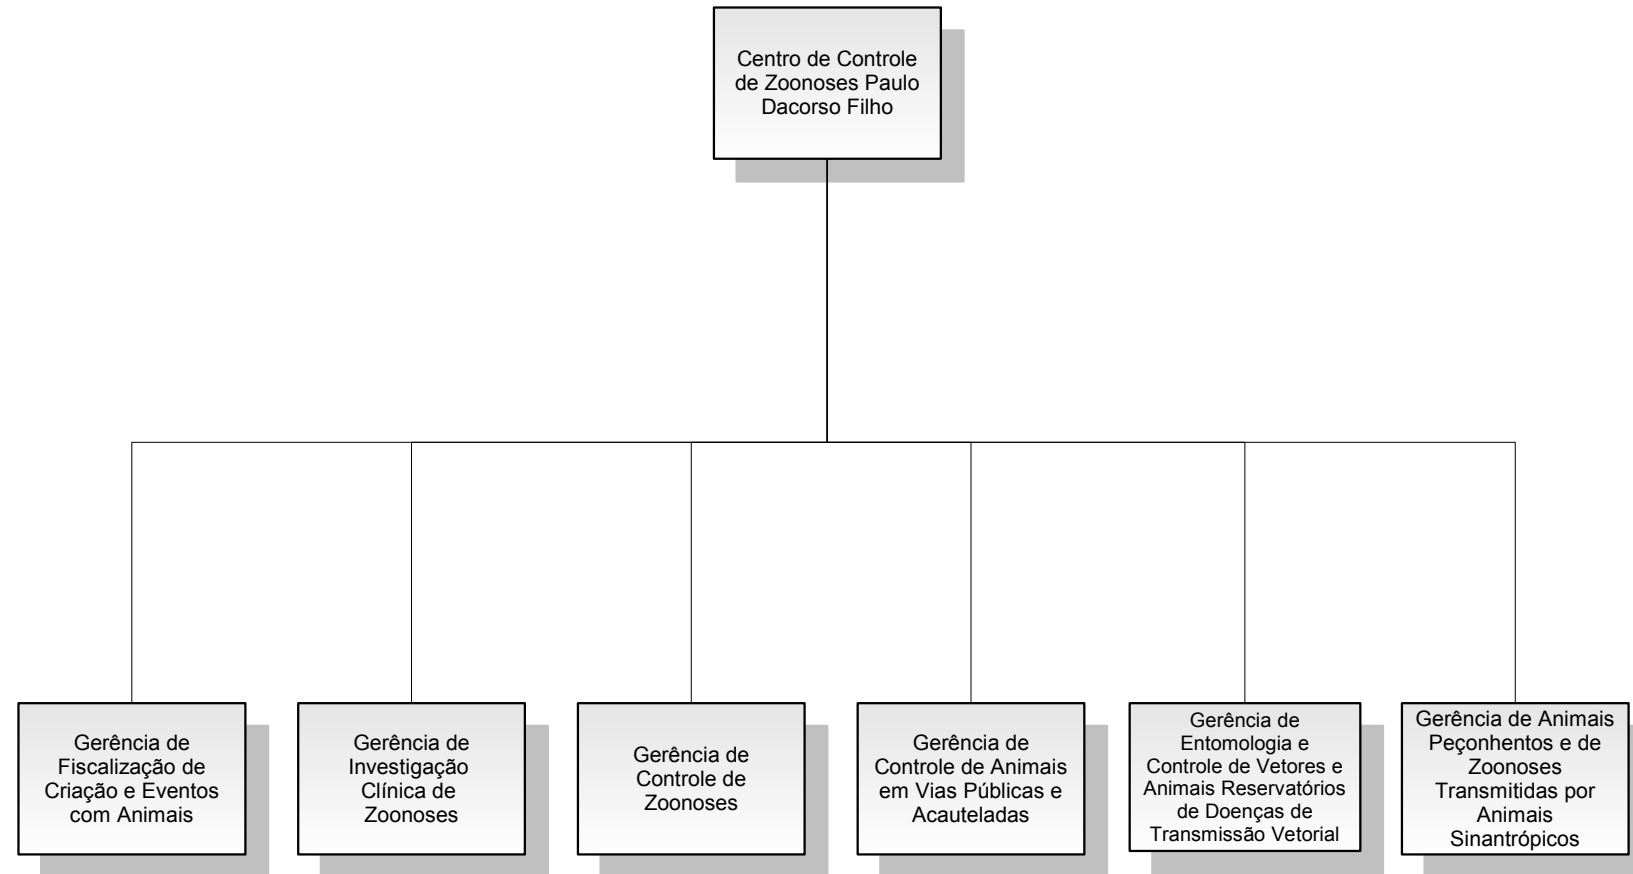 Centro de Controle
de Zoonoses Paulo
Dacorso Filho
Gerência de
Fiscalização de
Criação e Eventos
com Animais
Gerência de
Investigação
Clínica de
Zoonoses
Gerência de
Controle de
Zoonoses
Gerência de
Controle de Animais
em Vias Públicas e
Acauteladas
Gerência de
Entomologia e
Controle de Vetores e
Animais Reservatórios
de Doenças de
Transmissão Vetorial
Gerência de Animais
Peçonhentos e de
Zoonoses
Transmitidas por
Animais
Sinantrópicos